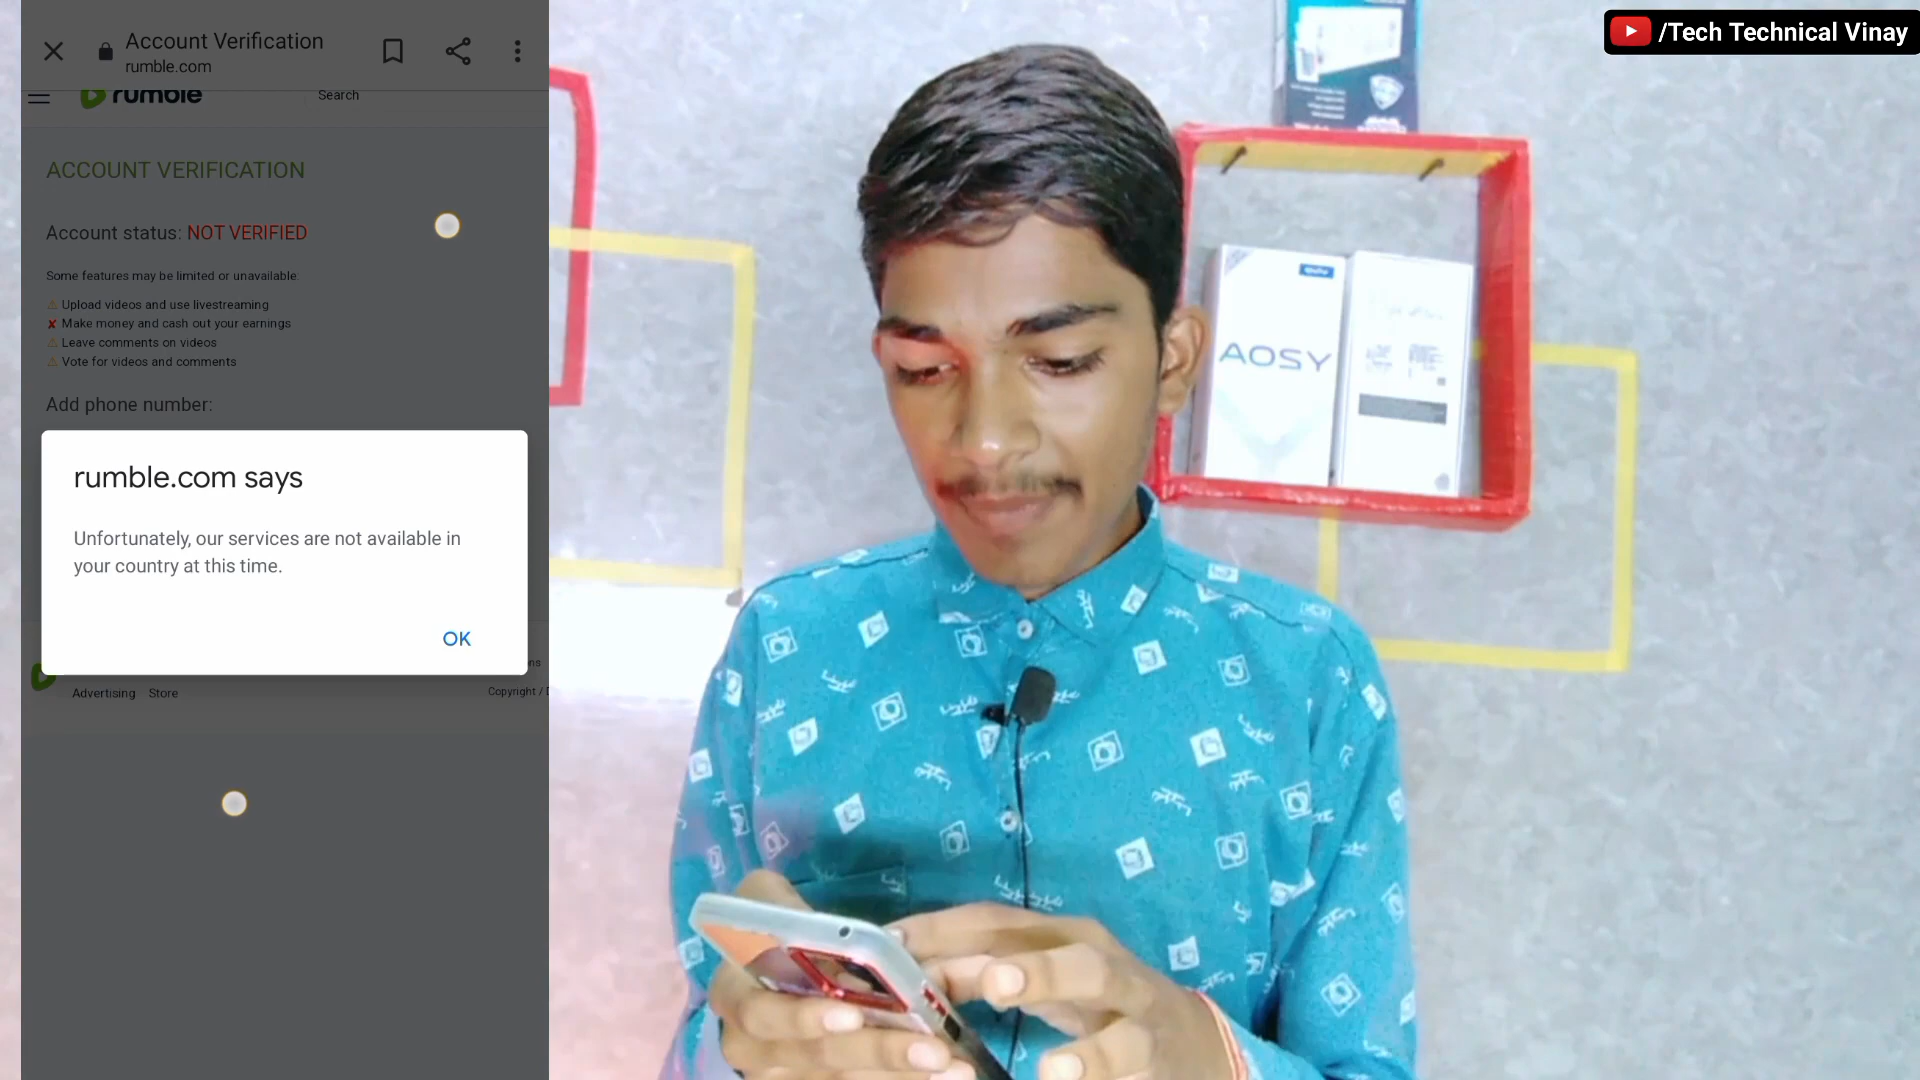 Account Verification
rumble.com
rumble
Search
ACCOUNT VERIFICATION
Account status: NOT VERIFIED
Some features may be limited or unavailable:
⚠ Upload videos and use livestreaming
✘ Make money and cash out your earnings
⚠ Leave comments on videos
⚠ Vote for videos and comments
Add phone number:
rumble.com says
Unfortunately, our services are not available in
your country at this time.
OK
Advertising Store
Copyright /
/Tech Technical Vinay
AOSY